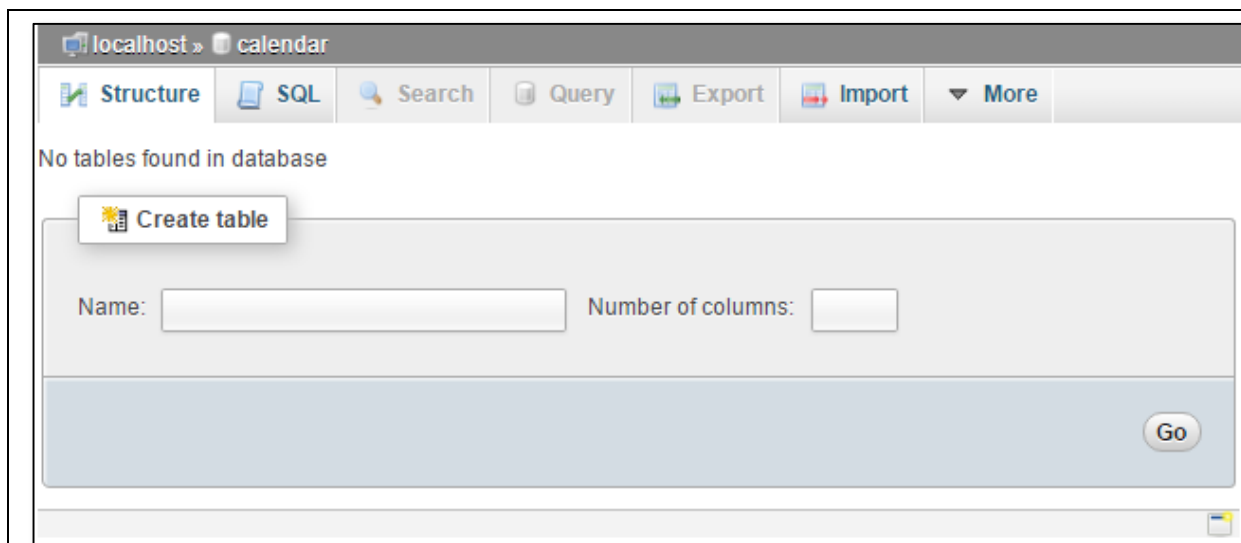 localhost » calendar
Structure SQL Search Query Export Import More
No tables found in database
Create table
Name: Number of columns:
Go